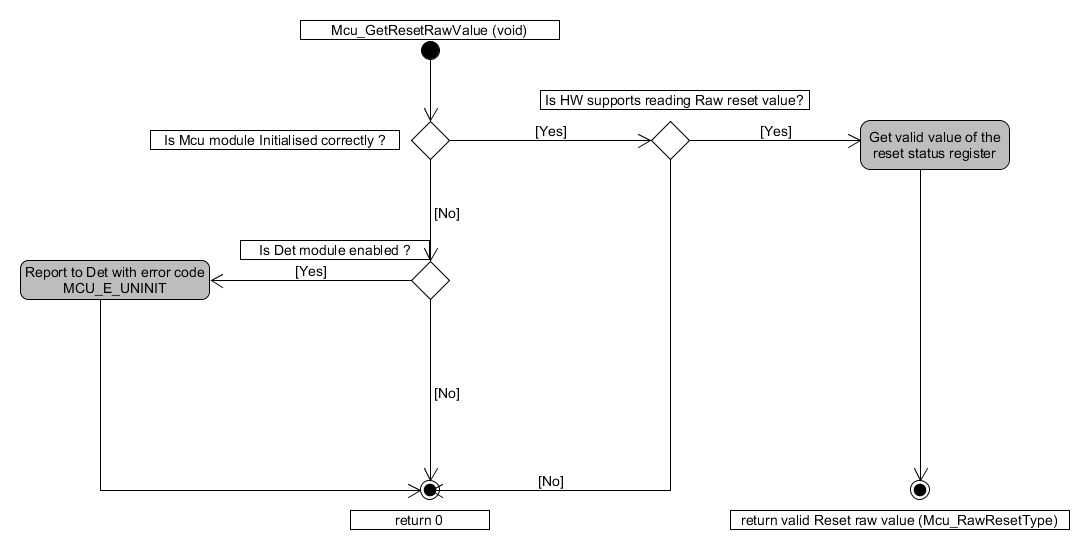 Mcu_GetResetRawValue (void)
Is HW supports reading Raw reset value?
Is Mcu module Initialised correctly ?
[Yes]
[Yes]
Get valid value of the
reset status register
[No]
Is Det module enabled ?
[Yes]
Report to Det with error code
MCU_E_UNINIT
[No]
[No]
return 0
return valid Reset raw value (Mcu_RawResetType)